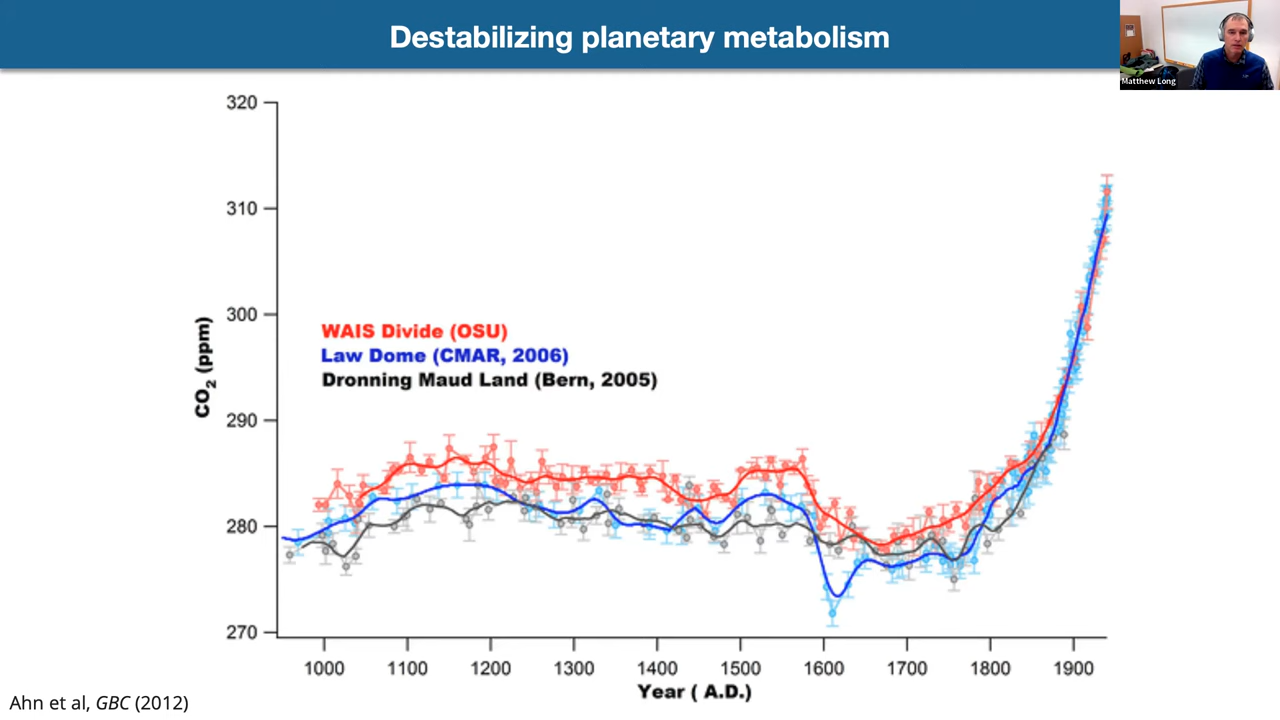 Destabilizing planetary metabolism
Matthew Long
320
310
300
290
280
270
CO2 (ppm)
WAIS Divide (OSU)
Law Dome (CMAR, 2006)
Dronning Maud Land (Bern, 2005)
1000 1100 1200 1300 1400 1500 1600 1700 1800 1900
Year ( A.D.)
Ahn et al, GBC (2012)